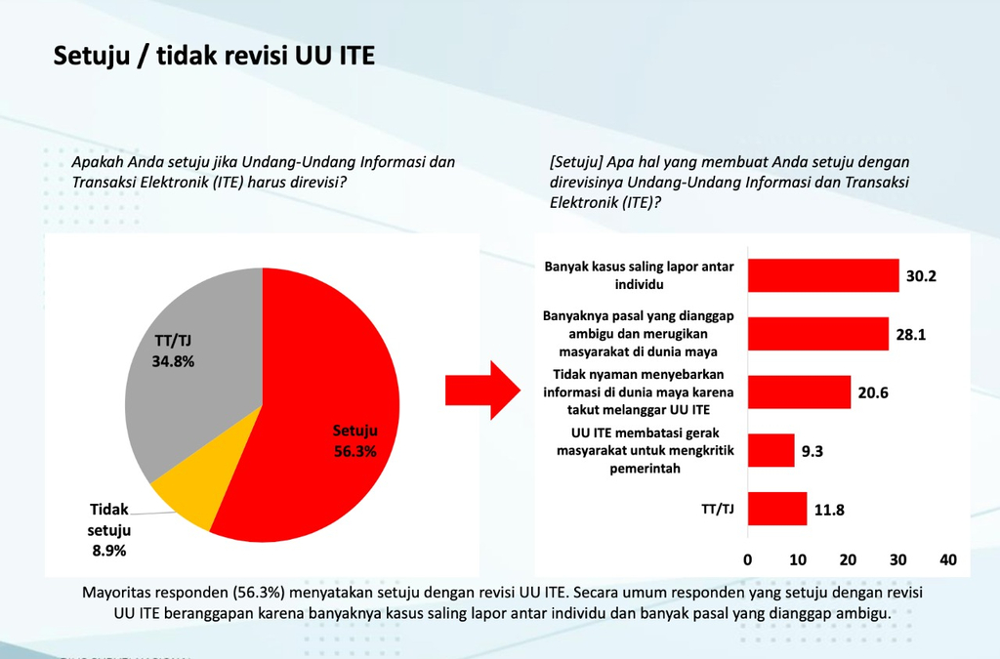 Setuju / tidak revisi UU ITE
Apakah Anda setuju jika Undang-Undang Informasi dan
Transaksi Elektronik (ITE) harus direvisi?
TT/TJ
34.8%
Setuju
56.3%
Tidak
setuju
8.9%
[Setuju] Apa hal yang membuat Anda setuju dengan
direvisinya Undang-Undang Informasi dan Transaksi
Elektronik (ITE)?
Banyak kasus saling lapor antar
individu
30.2
Banyaknya pasal yang dianggap
ambigu dan merugikan
masyarakat di dunia maya
28.1
Tidak nyaman menyebarkan
informasi di dunia maya karena
takut melanggar UU ITE
20.6
UU ITE membatasi gerak
masyarakat untuk mengkritik
pemerintah
9.3
TT/TJ
11.8
0 10 20 30 40
Mayoritas responden (56.3%) menyatakan setuju dengan revisi UU ITE. Secara umum responden yang setuju dengan revisi
UU ITE beranggapan karena banyaknya kasus saling lapor antar individu dan banyak pasal yang dianggap ambigu.